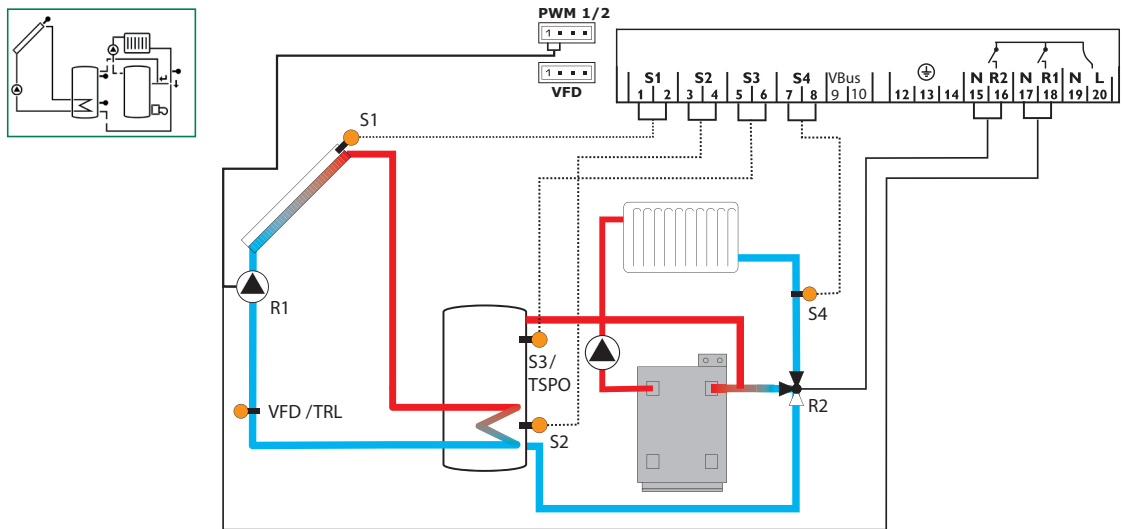 PWM 1/2
1
1
VFD
S1 S2 S3 S4 VBus N R2 N R1 N L
1 2 3 4 5 6 7 8 9 10 12 13 14 15 16 17 18 19 20
S1
R1
S3/
TSPO
S4
VFD /TRL
R2
S2